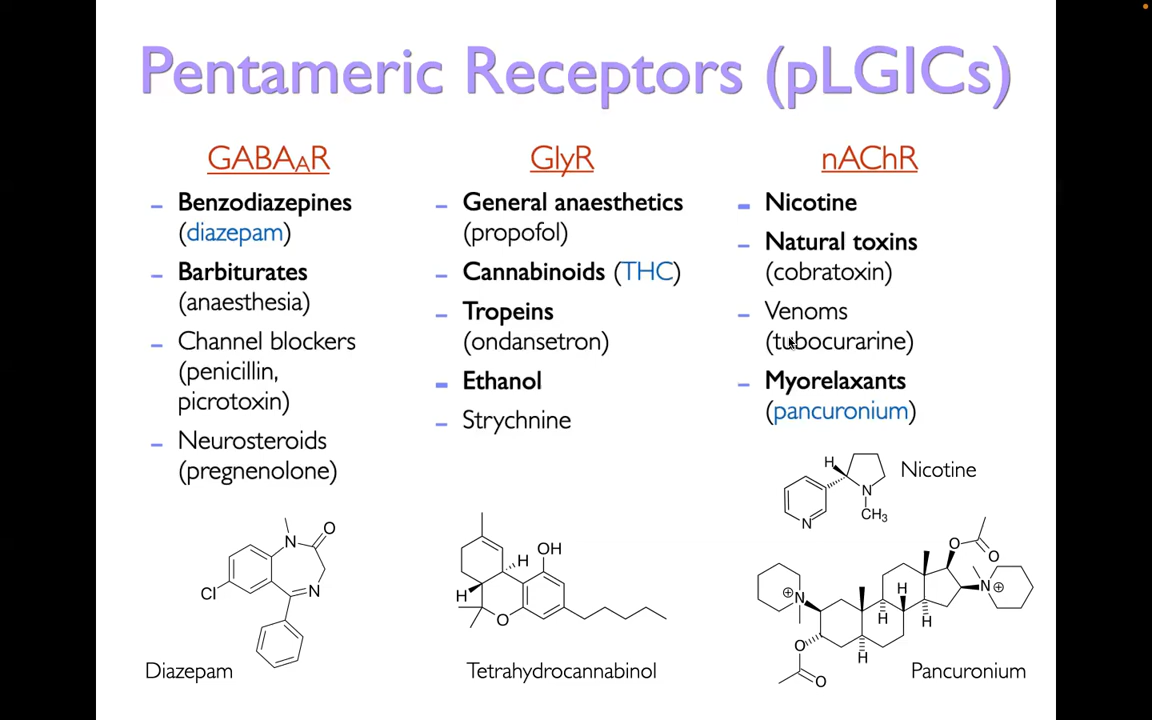 Pentameric Receptors (pLGICs)
GABAAR
– Benzodiazepines
(diazepam)
– Barbiturates
(anaesthesia)
– Channel blockers
(penicillin,
picrotoxin)
– Neurosteroids
(pregnenolone)
GlyR
– General anaesthetics
(propofol)
– Cannabinoids (THC)
– Tropeins
(ondansetron)
– Ethanol
– Strychnine
nAChR
– Nicotine
– Natural toxins
(cobratoxin)
– Venoms
(tubocurarine)
– Myorelaxants
(pancuronium)
N
O
Cl
N
Diazepam
OH
H
H
O
Tetrahydrocannabinol
H
N
N
CH3
Nicotine
O
O
N
⊕
⊕
N
H
H
H
H
O
O
Pancuronium